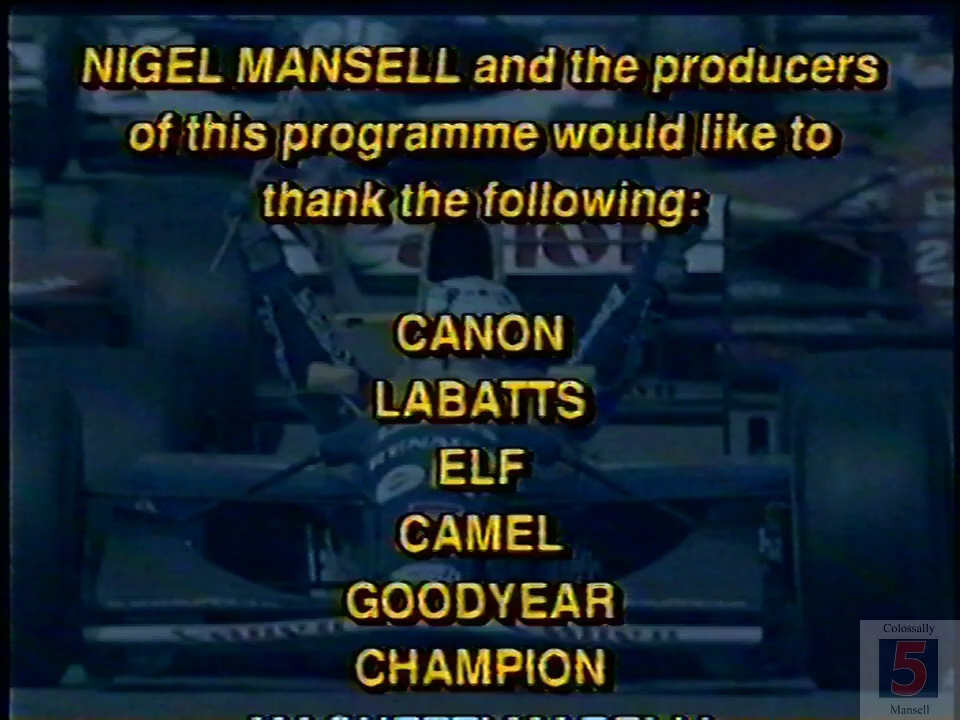 NIGEL MANSELL and the producers
of this programme would like to
thank the following:
CANON
LABATTS
ELF
CAMEL
GOODYEAR
CHAMPION
Colossally
5
Mansell